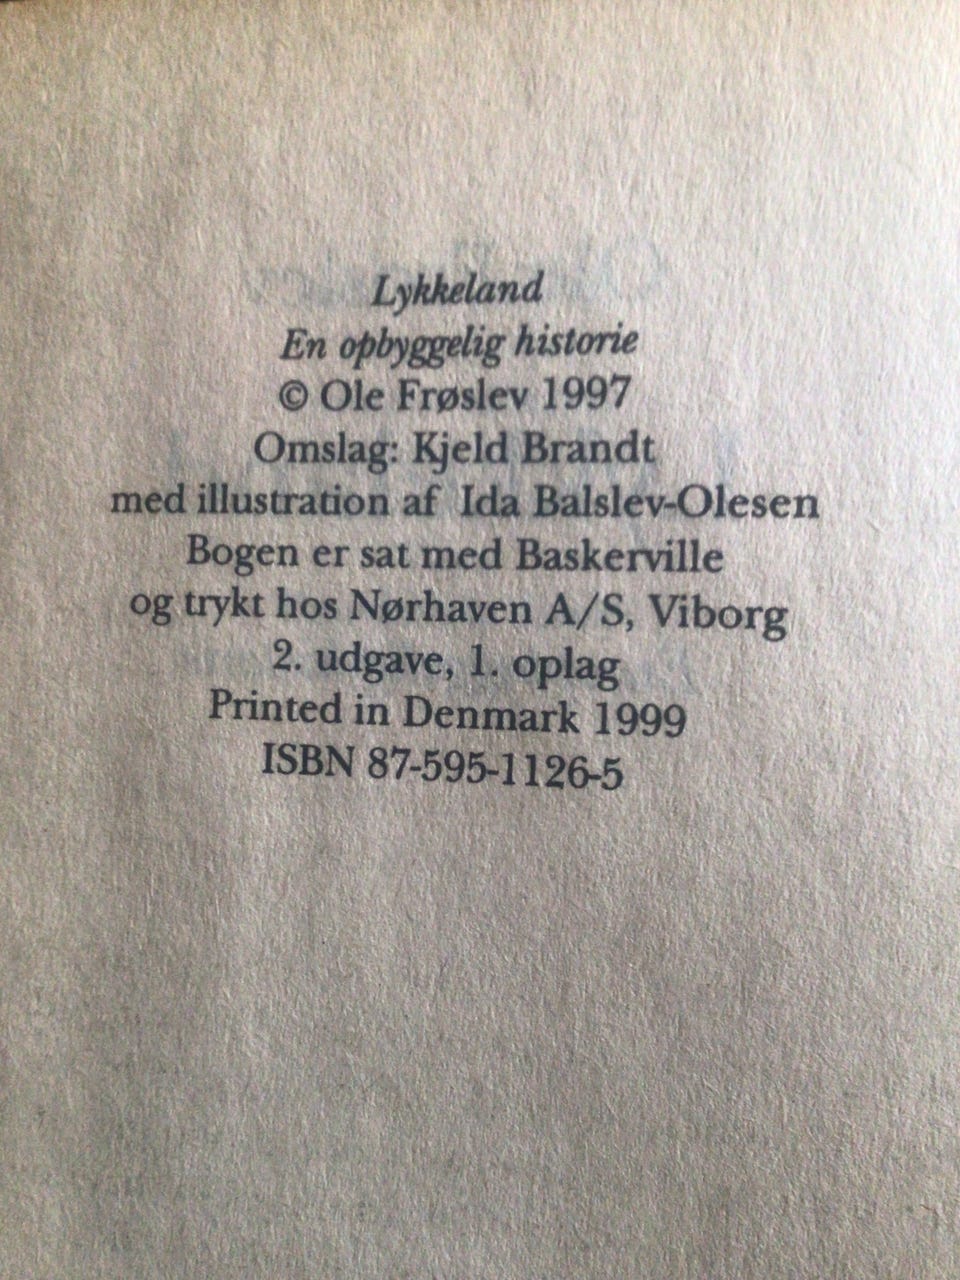 Lykkeland
En opbyggelig historie
© Ole Frøslev 1997
Omslag: Kjeld Brandt
med illustration af Ida Balslev-Olesen
Bogen er sat med Baskerville
og trykt hos Nørhaven A/S, Viborg
2. udgave, 1. oplag
Printed in Denmark 1999
ISBN 87-595-1126-5